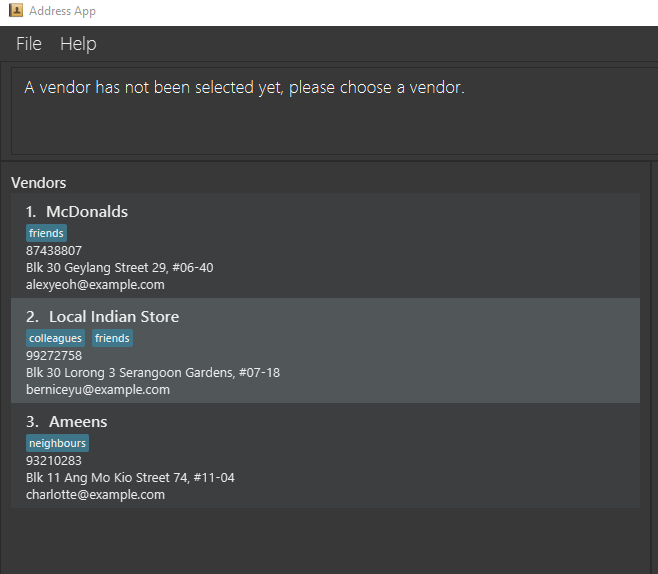 Address App
File Help
A vendor has not been selected yet, please choose a vendor.
Vendors
1. McDonalds
friends
87438807
Blk 30 Geylang Street 29, #06-40
alexyeoh@example.com
2. Local Indian Store
colleagues friends
99272758
Blk 30 Lorong 3 Serangoon Gardens, #07-18
berniceyu@example.com
3. Ameens
neighbours
93210283
Blk 11 Ang Mo Kio Street 74, #11-04
charlotte@example.com